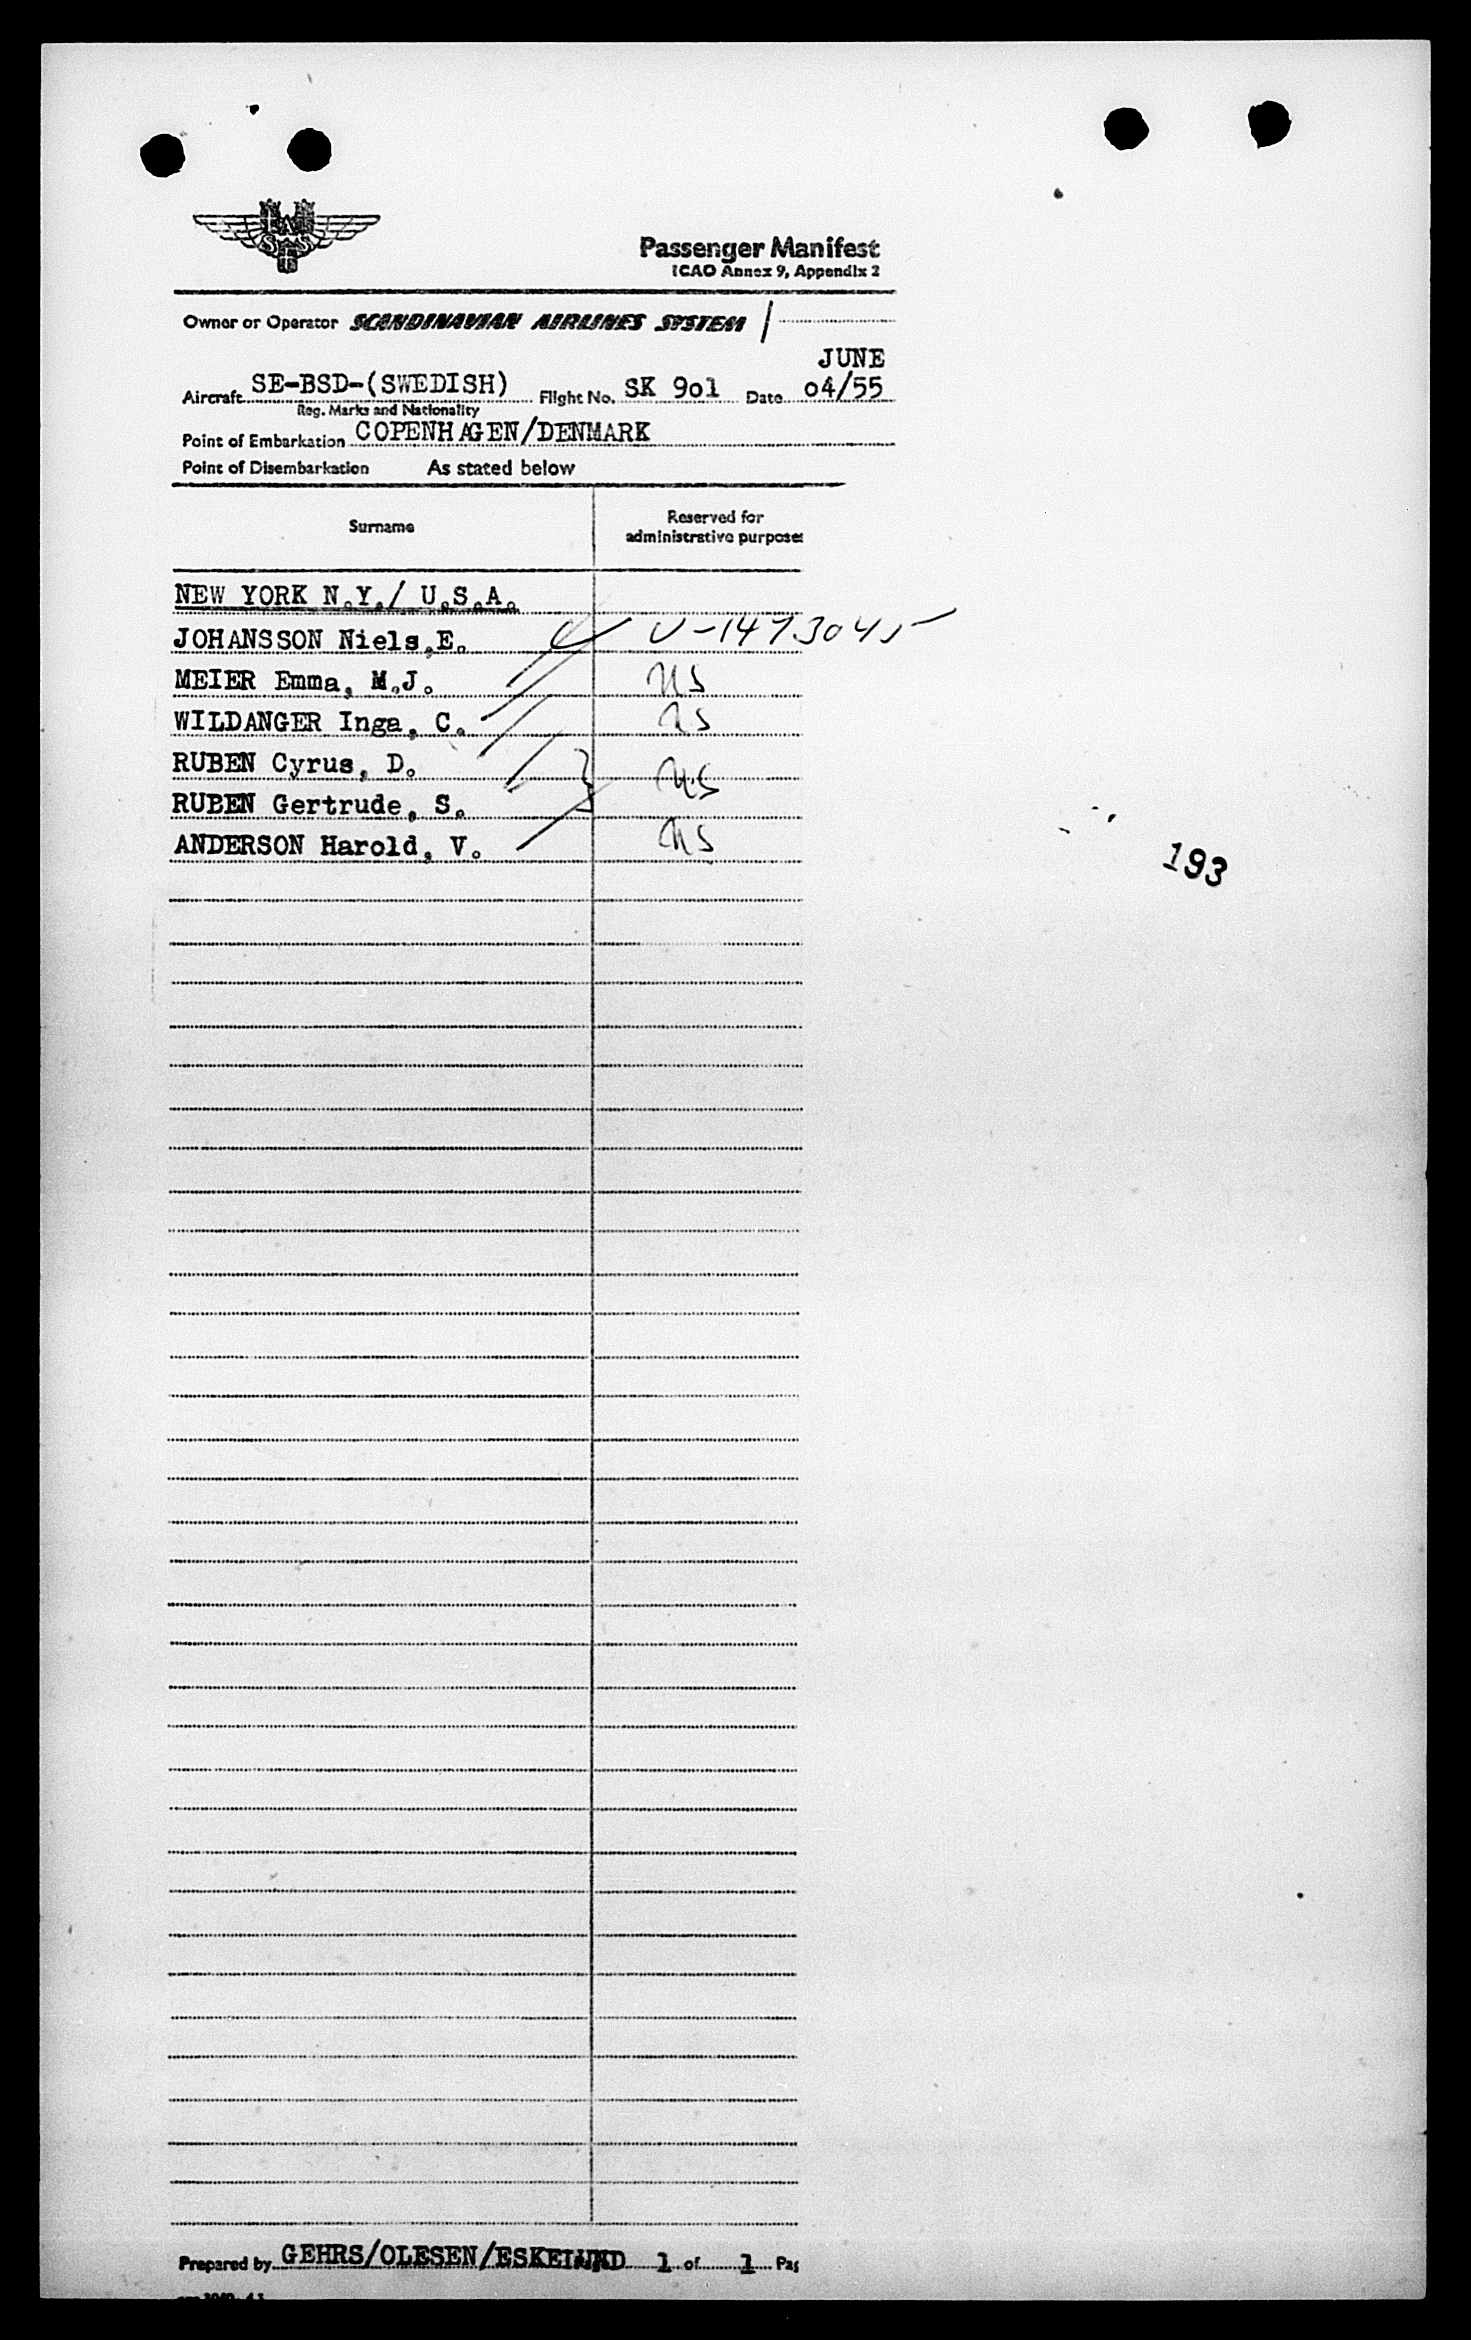 Passenger Manifest
ICAO Annex 9, Appendix 2
Owner or Operator SCANDINAVIAN AIRLINES SYSTEM
JUNE
Aircraft SE-BSD-(SWEDISH) Flight No. SK 9o1 Date o4/55
Reg. Marks and Nationality
Point of Embarkation COPENHAGEN/DENMARK
Point of Disembarkation As stated below
Surname Reserved for administrative purposes
NEW YORK N.Y./ U.S.A.
JOHANSSON Niels,E. V-1473045
MEIER Emma, M.J. US
WILDANGER Inga, C. US
RUBEN Cyrus, D.
RUBEN Gertrude, S. US
ANDERSON Harold, V. US
193
Prepared by GEHRS/OLESEN/ESKELUND 1 of 1 Pag